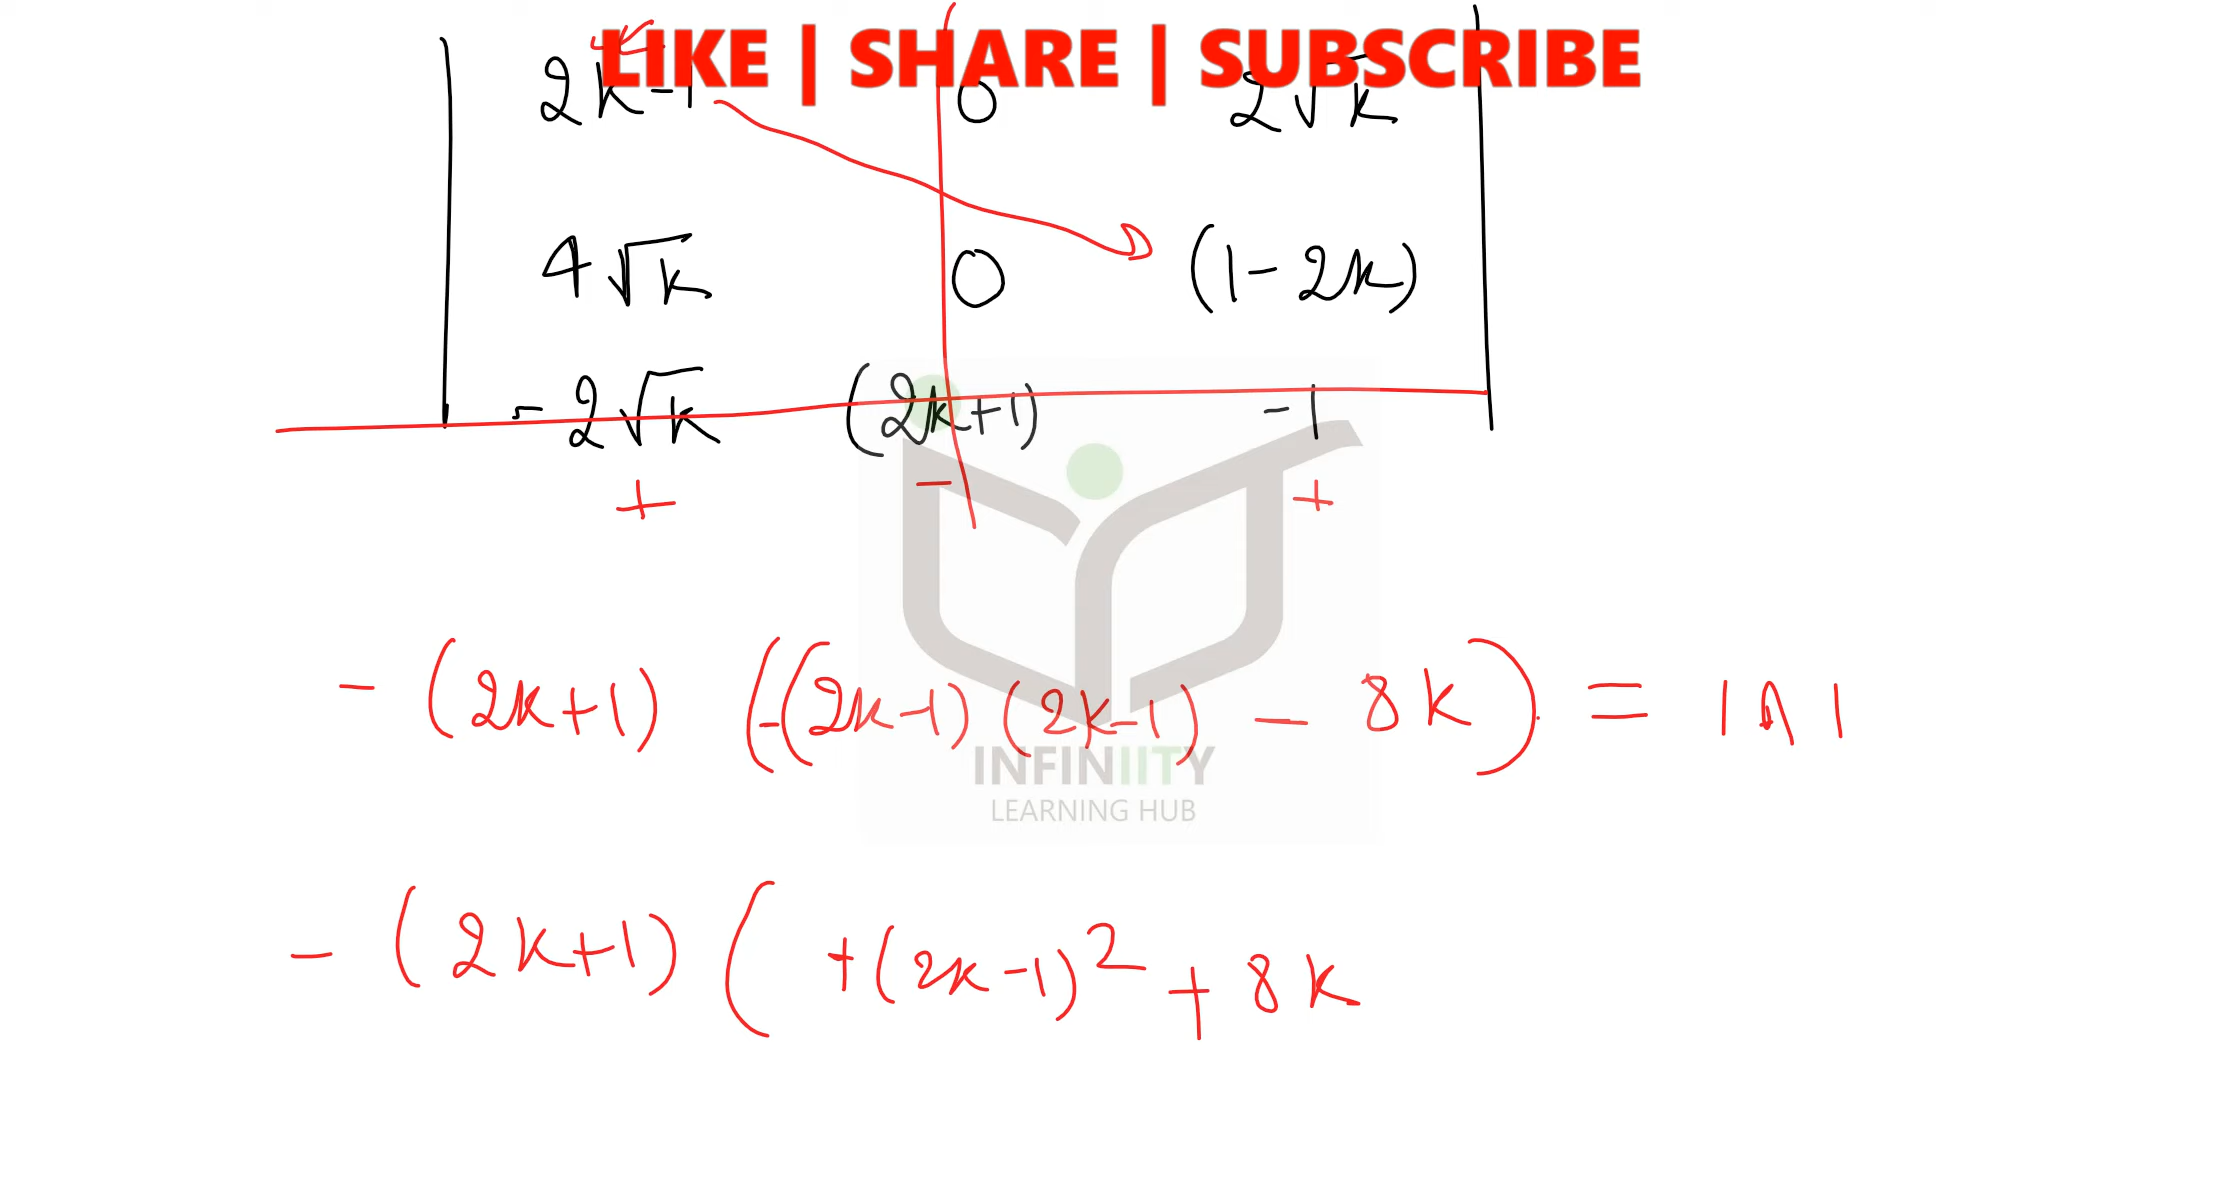 LIKE | SHARE | SUBSCRIBE
2k-1 0 2√k
4√k 0 (1-2k)
-2√k (2k+1) -1
+ - +
-(2k+1) (-(2k-1)(2k-1) - 8k) = |A|
INFINIITY
LEARNING HUB
-(2k+1) ( +(2k-1)² + 8k